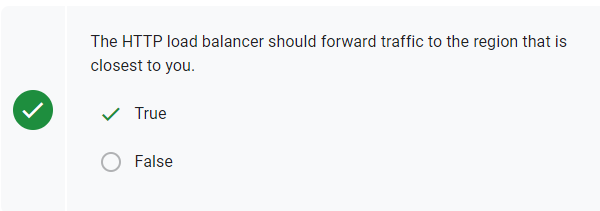 The HTTP load balancer should forward traffic to the region that is
closest to you.
True
False